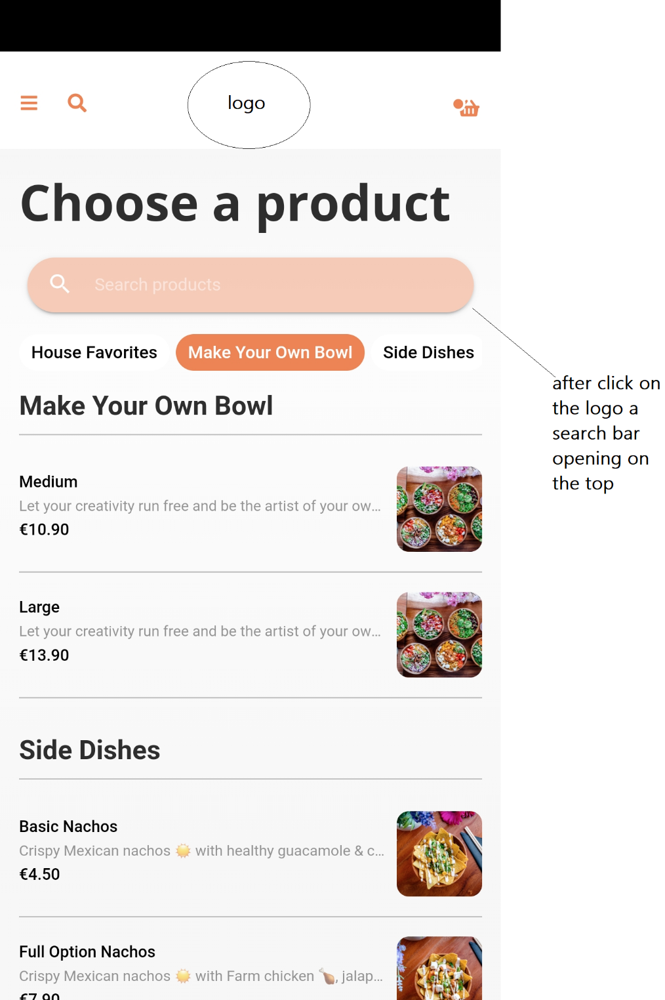 logo
Choose a product
Search products
House Favorites
Make Your Own Bowl
Side Dishes
after click on
the logo a
search bar
opening on
the top
Make Your Own Bowl
Medium
Let your creativity run free and be the artist of your ow...
€10.90
Large
Let your creativity run free and be the artist of your ow...
€13.90
Side Dishes
Basic Nachos
Crispy Mexican nachos 🌞 with healthy guacamole & c...
€4.50
Full Option Nachos
Crispy Mexican nachos 🌞 with Farm chicken 🍗, jalap...
€7.90